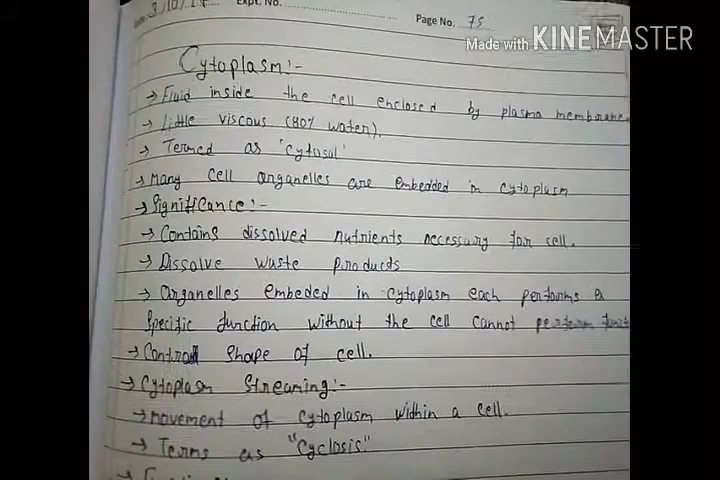 3/10/
Expt. No.
Page No. 75
Made with KINEMASTER
Cytoplasm:-
→ Fluid inside the cell enclosed by plasma membrane
→ Little viscous (80% water).
→ Termed as 'cytosol'
→ Many cell organelles are embedded in cytoplasm
→ Significance:-
→ Contains dissolved nutrients necessary for cell.
→ Dissolve waste products
→ Organelles embeded in cytoplasm each performs a
specific function without the cell cannot perform
→ Control shape of cell.
→ Cytoplasm streaming:-
→ movement of cytoplasm within a cell.
→ Terms as "Cyclosis"